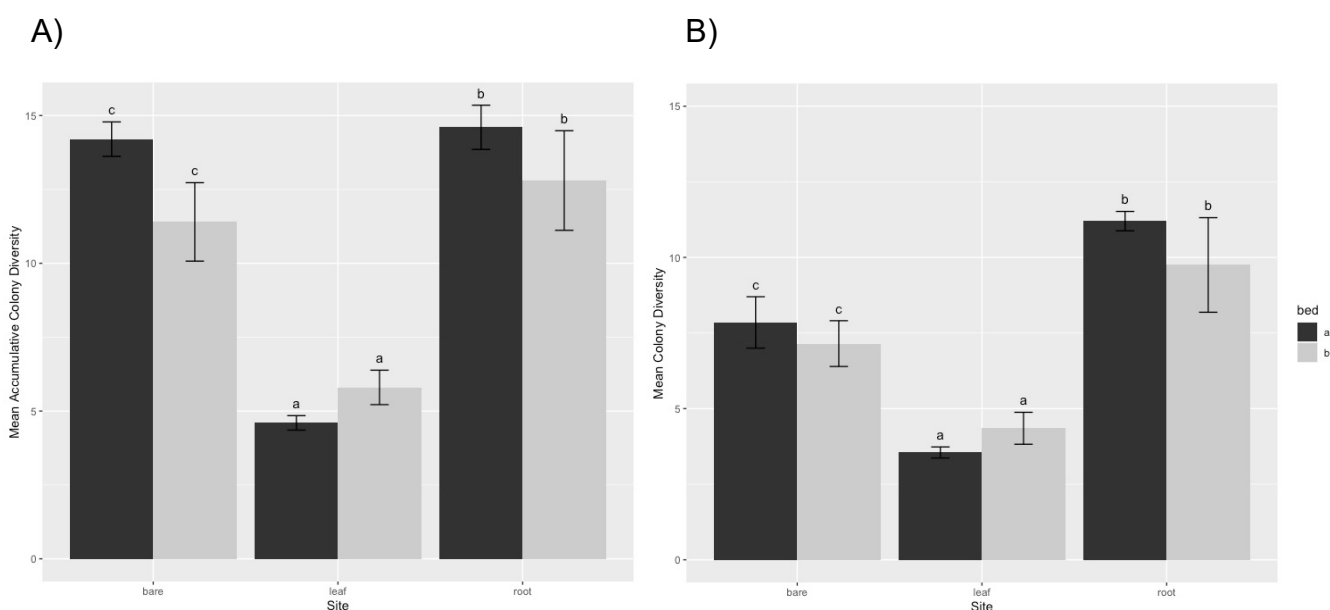 A)
Mean Accumulative Colony Diversity
15
10
5
0
c
c
a
a
b
b
bare
leaf
root
Site
B)
Mean Colony Diversity
15
10
5
0
c
c
a
a
b
b
bare
leaf
root
Site
bed
a
b